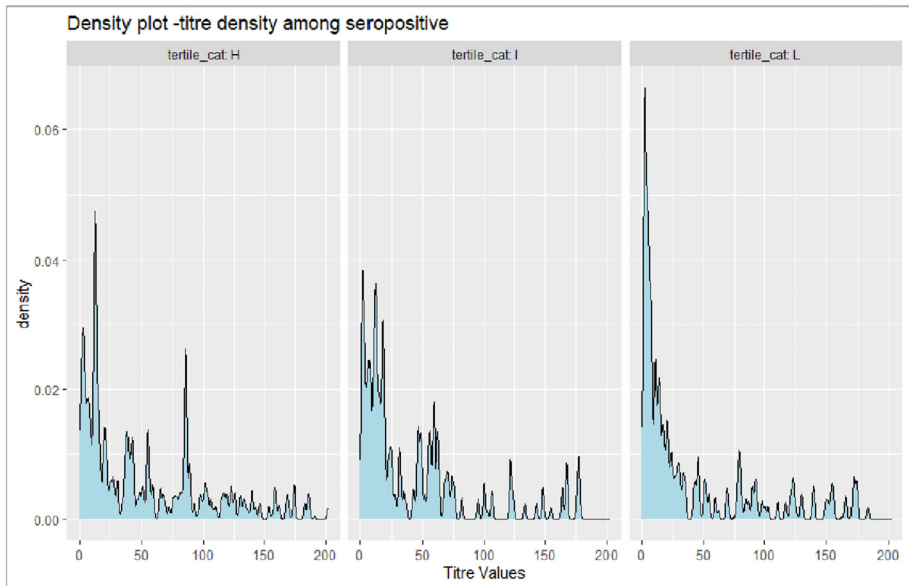 Density plot -titre density among seropositive
tertile_cat: H
tertile_cat: I
tertile_cat: L
0.06
0.04
0.02
0.00
density
0 50 100 150 200
0 50 100 150 200
0 50 100 150 200
Titre Values